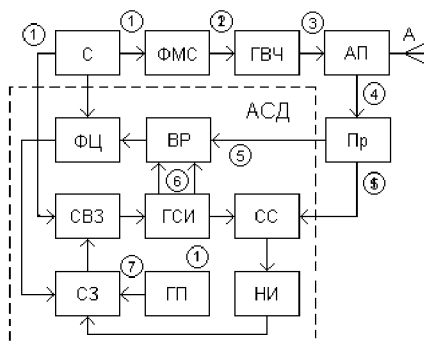 ① ① ② ③ А
С ФМС ГВЧ АП
④
АСД
ФЦ ВР Пр
⑤
⑥
СВЗ ГСИ СС
⑦ ①
СЗ ГП НИ